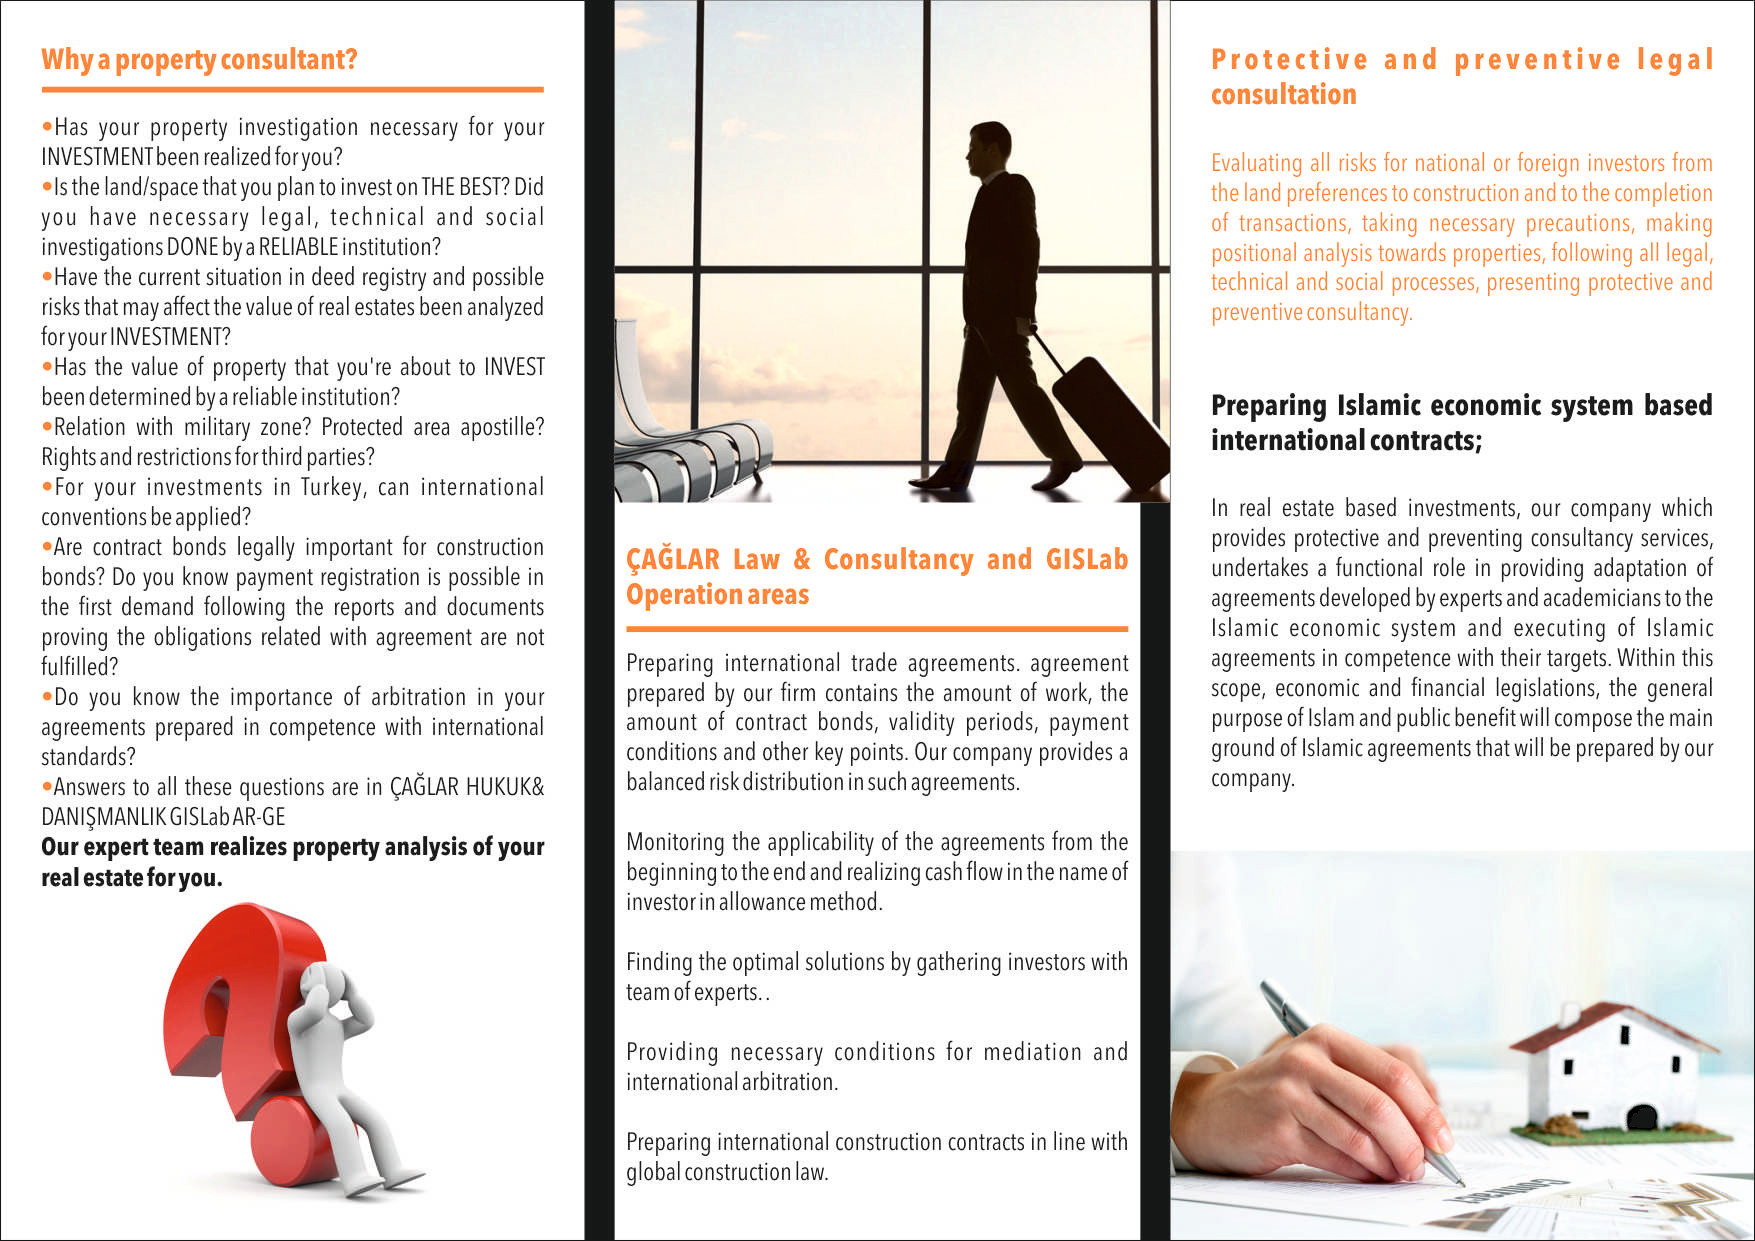 Why a property consultant?
•Has your property investigation necessary for your
INVESTMENT been realized for you?
•Is the land/space that you plan to invest on THE BEST? Did
you have necessary legal, technical and social
investigations DONE by a RELIABLE institution?
•Have the current situation in deed registry and possible
risks that may affect the value of real estates been analyzed
for your INVESTMENT?
•Has the value of property that you're about to INVEST
been determined by a reliable institution?
•Relation with military zone? Protected area apostille?
Rights and restrictions for third parties?
•For your investments in Turkey, can international
conventions be applied?
•Are contract bonds legally important for construction
bonds? Do you know payment registration is possible in
the first demand following the reports and documents
proving the obligations related with agreement are not
fulfilled?
•Do you know the importance of arbitration in your
agreements prepared in competence with international
standards?
•Answers to all these questions are in ÇAĞLAR HUKUK&
DANIŞMANLIK GISLab AR-GE
Our expert team realizes property analysis of your
real estate for you.
ÇAĞLAR Law & Consultancy and GISLab
Operation areas
Preparing international trade agreements. agreement
prepared by our firm contains the amount of work, the
amount of contract bonds, validity periods, payment
conditions and other key points. Our company provides a
balanced risk distribution in such agreements.
Monitoring the applicability of the agreements from the
beginning to the end and realizing cash flow in the name of
investor in allowance method.
Finding the optimal solutions by gathering investors with
team of experts. .
Providing necessary conditions for mediation and
international arbitration.
Preparing international construction contracts in line with
global construction law.
Protective and preventive legal
consultation
Evaluating all risks for national or foreign investors from
the land preferences to construction and to the completion
of transactions, taking necessary precautions, making
positional analysis towards properties, following all legal,
technical and social processes, presenting protective and
preventive consultancy.
Preparing Islamic economic system based
international contracts;
In real estate based investments, our company which
provides protective and preventing consultancy services,
undertakes a functional role in providing adaptation of
agreements developed by experts and academicians to the
Islamic economic system and executing of Islamic
agreements in competence with their targets. Within this
scope, economic and financial legislations, the general
purpose of Islam and public benefit will compose the main
ground of Islamic agreements that will be prepared by our
company.
Contract